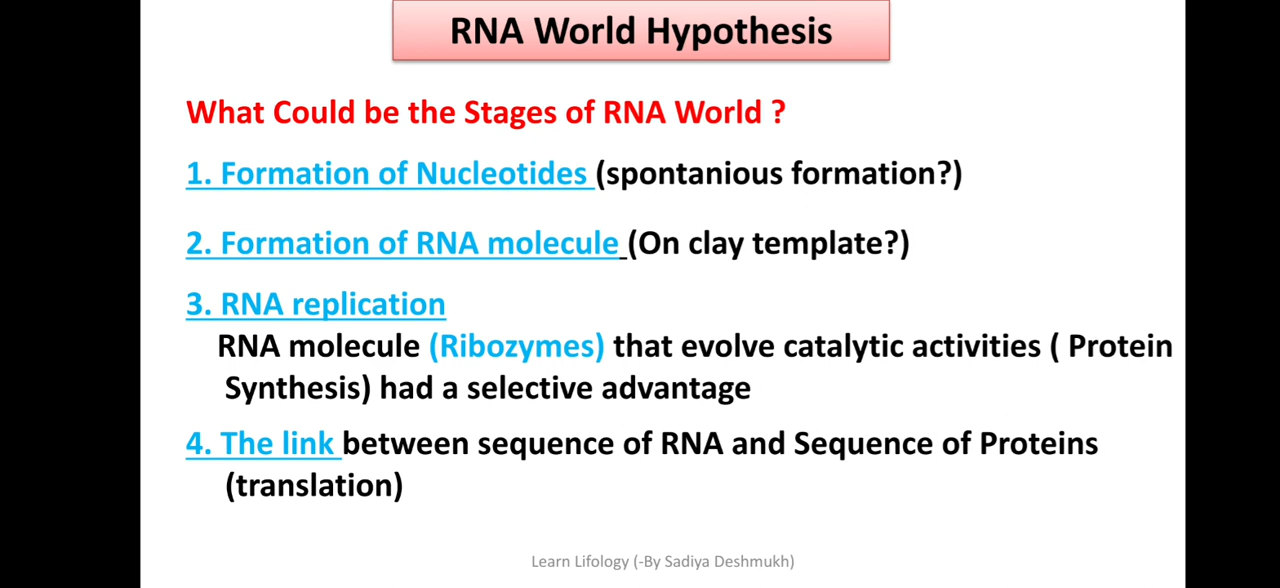 RNA World Hypothesis
What Could be the Stages of RNA World ?
1. Formation of Nucleotides (spontanious formation?)
2. Formation of RNA molecule (On clay template?)
3. RNA replication
RNA molecule (Ribozymes) that evolve catalytic activities ( Protein
Synthesis) had a selective advantage
4. The link between sequence of RNA and Sequence of Proteins
(translation)
Learn Lifology (-By Sadiya Deshmukh)